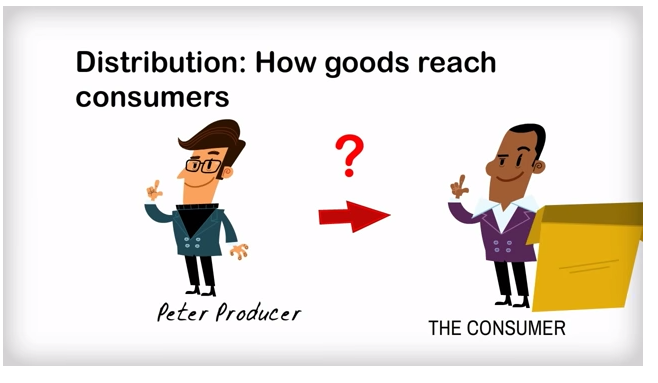 Distribution: How goods reach
consumers
?
Peter Producer
THE CONSUMER